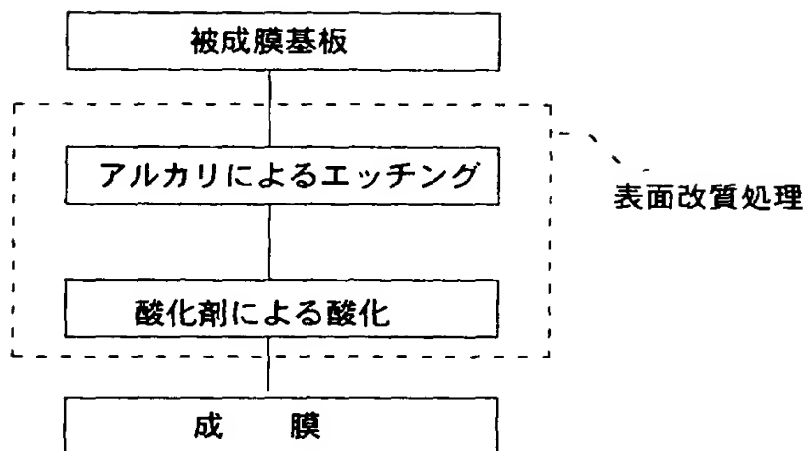 被成膜基板
アルカリによるエッチング
表面改質処理
酸化剤による酸化
成 膜